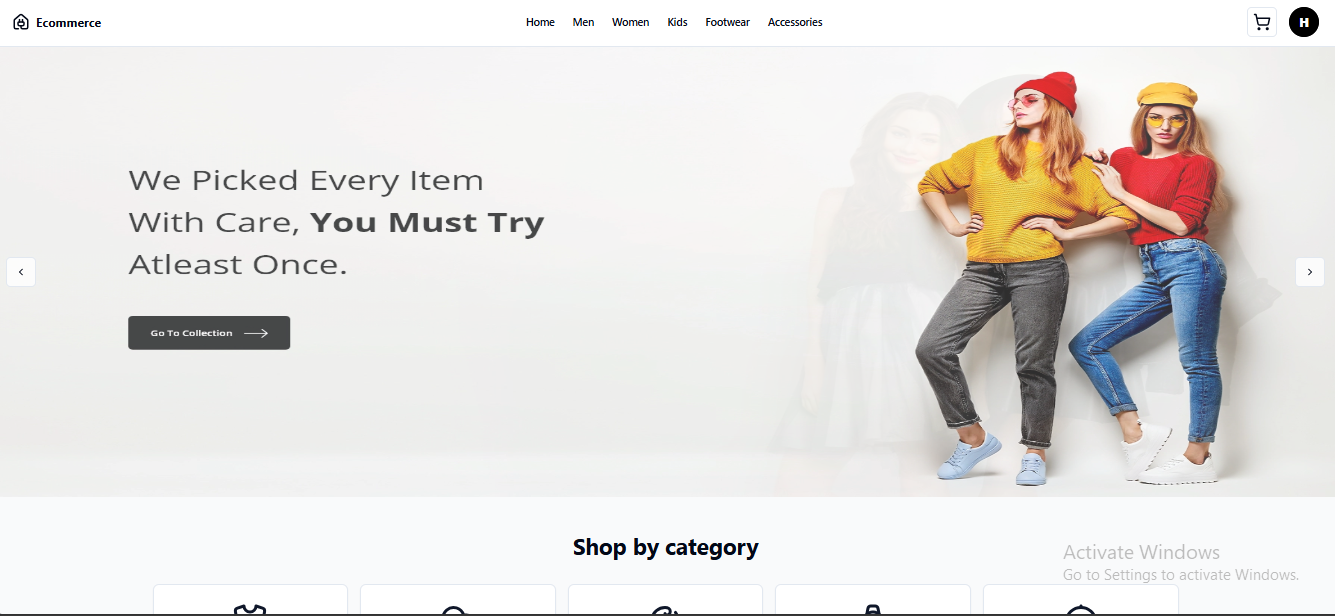 Ecommerce
Home Men Women Kids Footwear Accessories
H
We Picked Every Item
With Care, You Must Try
Atleast Once.
Go To Collection
Shop by category
Activate Windows
Go to Settings to activate Windows.